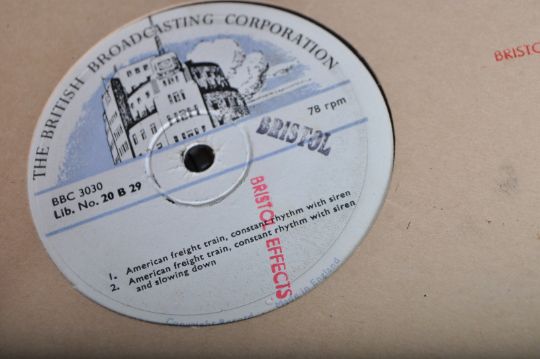 THE BRITISH BROADCASTING CORPORATION
78 rpm
BRISTOL
BBC 3030
Lib. No. 20 B 29
BRISTOL EFFECTS
1. American freight train, constant rhythm with siren
2. American freight train, constant rhythm with siren
and slowing down
Copyright Record
Made in England
BRISTO